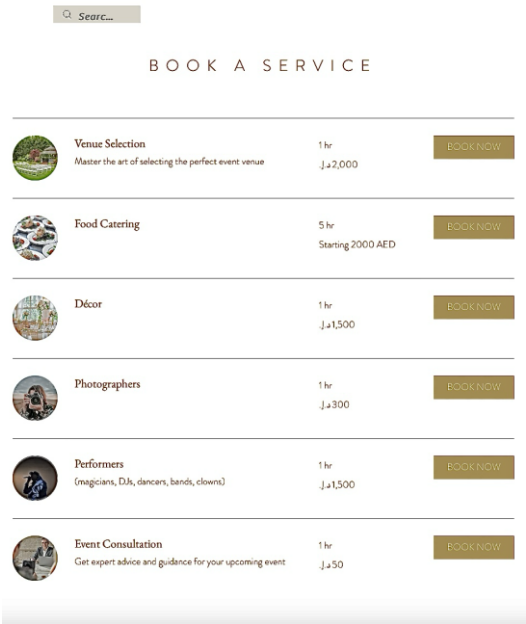 Searc...
BOOK A SERVICE
Venue Selection
1 hr
BOOK NOW
Master the art of selecting the perfect event venue
د.إ.2,000
Food Catering
5 hr
BOOK NOW
Starting 2000 AED
Décor
1 hr
BOOK NOW
د.إ.1,500
Photographers
1 hr
BOOK NOW
د.إ.300
Performers
1 hr
BOOK NOW
(magicians, DJs, dancers, bands, clowns)
د.إ.1,500
Event Consultation
1 hr
BOOK NOW
Get expert advice and guidance for your upcoming event
د.إ.50